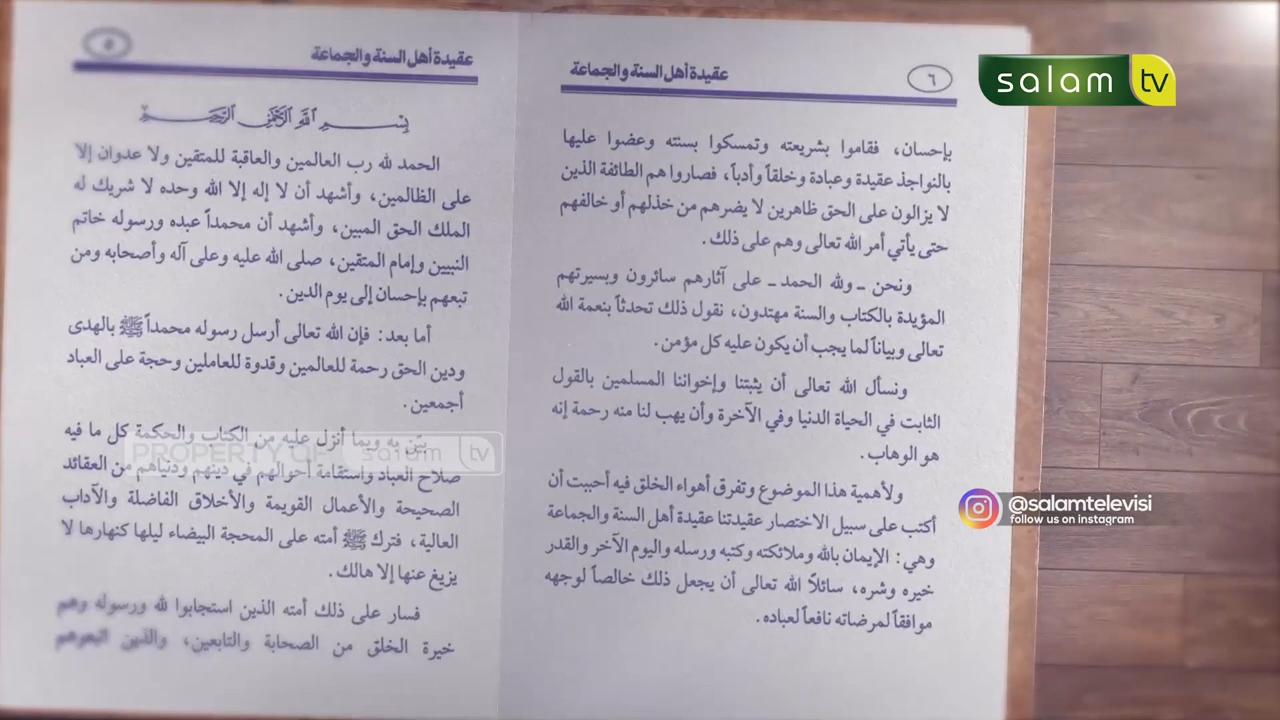 ٥
عقيدة أهل السنة والجماعة
بسم الله الرحمن الرحيم
الحمد لله رب العالمين والعاقبة للمتقين ولا عدوان إلا
على الظالمين، وأشهد أن لا إله إلا الله وحده لا شريك له
الملك الحق المبين، وأشهد أن محمداً عبده ورسوله خاتم
النبيين وإمام المتقين، صلى الله عليه وعلى آله وأصحابه ومن
تبعهم بإحسان إلى يوم الدين.
أما بعد: فإن الله تعالى أرسل رسوله محمداً ﷺ بالهدى
ودين الحق رحمة للعالمين وقدوة للعاملين وحجة على العباد
أجمعين.
بيّن به وبما أنزل عليه من الكتاب والحكمة كل ما فيه
صلاح العباد واستقامة أحوالهم في دينهم ودنياهم من العقائد
الصحيحة والأعمال القويمة والأخلاق الفاضلة والآداب
العالية، فترك ﷺ أمته على المحجة البيضاء ليلها كنهارها لا
يزيغ عنها إلا هالك.
فسار على ذلك أمته الذين استجابوا لله ورسوله وهم
خيرة الخلق من الصحابة والتابعين، والذين اتبعوهم
عقيدة أهل السنة والجماعة
٦
بإحسان، فقاموا بشريعته وتمسكوا بسنته وعضوا عليها
بالنواجذ عقيدة وعبادة وخلقاً وأدباً، فصاروا هم الطائفة الذين
لا يزالون على الحق ظاهرين لا يضرهم من خذلهم أو خالفهم
حتى يأتي أمر الله تعالى وهم على ذلك.
ونحن ـ ولله الحمد ـ على آثارهم سائرون وبسيرتهم
المؤيدة بالكتاب والسنة مهتدون، نقول ذلك تحدثاً بنعمة الله
تعالى وبياناً لما يجب أن يكون عليه كل مؤمن.
ونسأل الله تعالى أن يثبتنا وإخواننا المسلمين بالقول
الثابت في الحياة الدنيا وفي الآخرة وأن يهب لنا منه رحمة إنه
هو الوهاب.
ولأهمية هذا الموضوع وتفرق أهواء الخلق فيه أحببت أن
أكتب على سبيل الاختصار عقيدتنا عقيدة أهل السنة والجماعة
وهي: الإيمان بالله وملائكته وكتبه ورسله واليوم الآخر والقدر
خيره وشره، سائلاً الله تعالى أن يجعل ذلك خالصاً لوجهه
موافقاً لمرضاته نافعاً لعباده.
salam tv
PROPERTY OF salam tv
@salamtelevisi
follow us on instagram